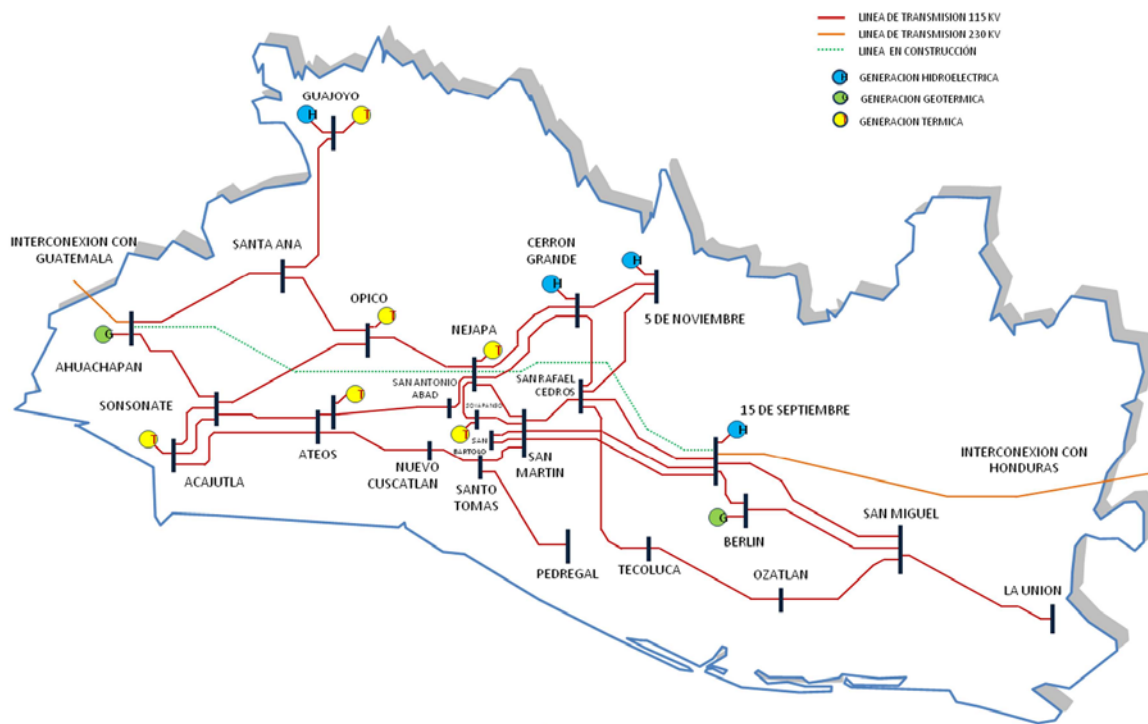 LINEA DE TRANSMISION 115 KV
LINEA DE TRANSMISION 230 KV
LINEA EN CONSTRUCCIÓN
H GENERACION HIDROELECTRICA
G GENERACION GEOTERMICA
T GENERACION TERMICA
GUAJOYO
H
T
INTERCONEXION CON
GUATEMALA
SANTA ANA
CERRON
GRANDE
H
H
5 DE NOVIEMBRE
OPICO
T
NEJAPA
T
G
AHUACHAPAN
SAN ANTONIO
ABAD
SAN RAFAEL
CEDROS
SONSONATE
T
SOYAPANGO
15 DE SEPTIEMBRE
H
T
ACAJUTLA
ATEOS
T
SAN
BARTOLO
NUEVO
CUSCATLAN
SANTO
TOMAS
SAN
MARTIN
INTERCONEXION CON
HONDURAS
SAN MIGUEL
G
BERLIN
PEDREGAL
TECOLUCA
OZATLAN
LA UNION